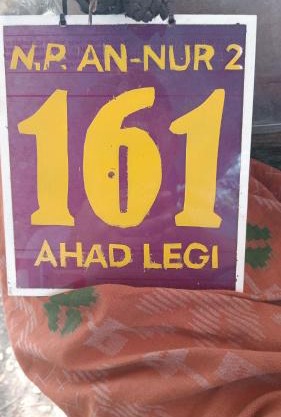 N.P. AN-NUR 2
161
AHAD LEGI